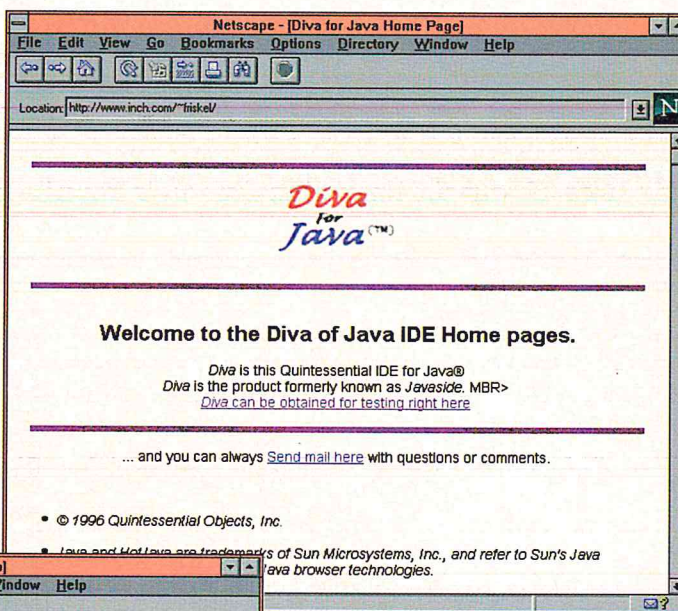 Netscape - [Diva for Java Home Page]
File Edit View Go Bookmarks Options Directory Window Help
Location: http://www.inch.com/~friskel/
N
Diva
for
Java (TM)
Welcome to the Diva of Java IDE Home pages.
Diva is this Quintessential IDE for Java®
Diva is the product formerly known as Javaside. MBR>
Diva can be obtained for testing right here
... and you can always Send mail here with questions or comments.
• © 1996 Quintessential Objects, Inc.
• Java and HotJava are trademarks of Sun Microsystems, Inc., and refer to Sun's Java
Java browser technologies.
Window Help